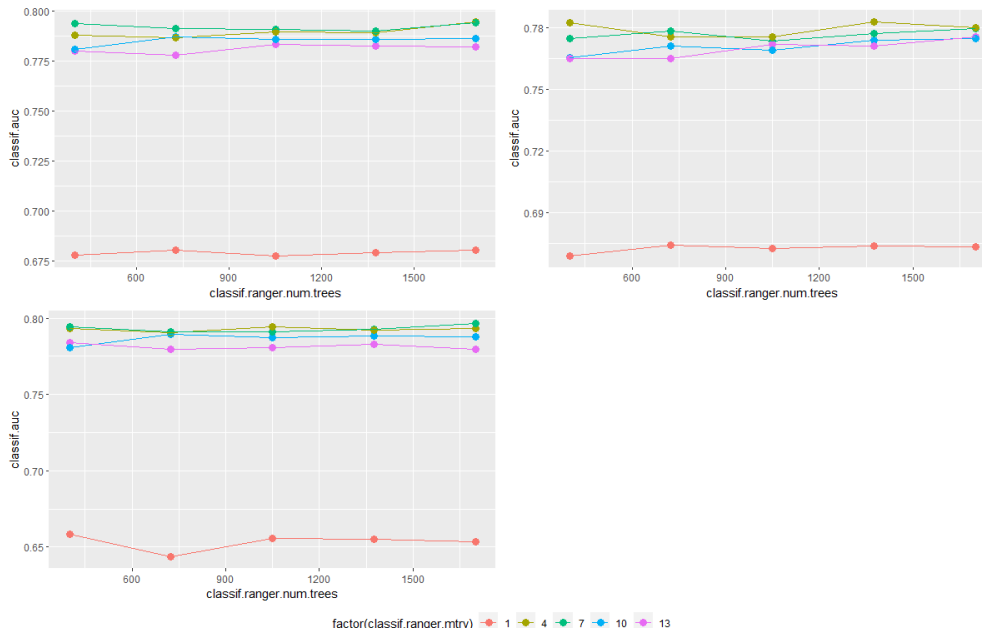 0.800
0.775
0.750
0.725
0.700
0.675
classif.auc
600 900 1200 1500
classif.ranger.num.trees
0.78
0.75
0.72
0.69
classif.auc
600 900 1200 1500
classif.ranger.num.trees
0.80
0.75
0.70
0.65
classif.auc
600 900 1200 1500
classif.ranger.num.trees
factor(classif.ranger.mtry) 1 4 7 10 13